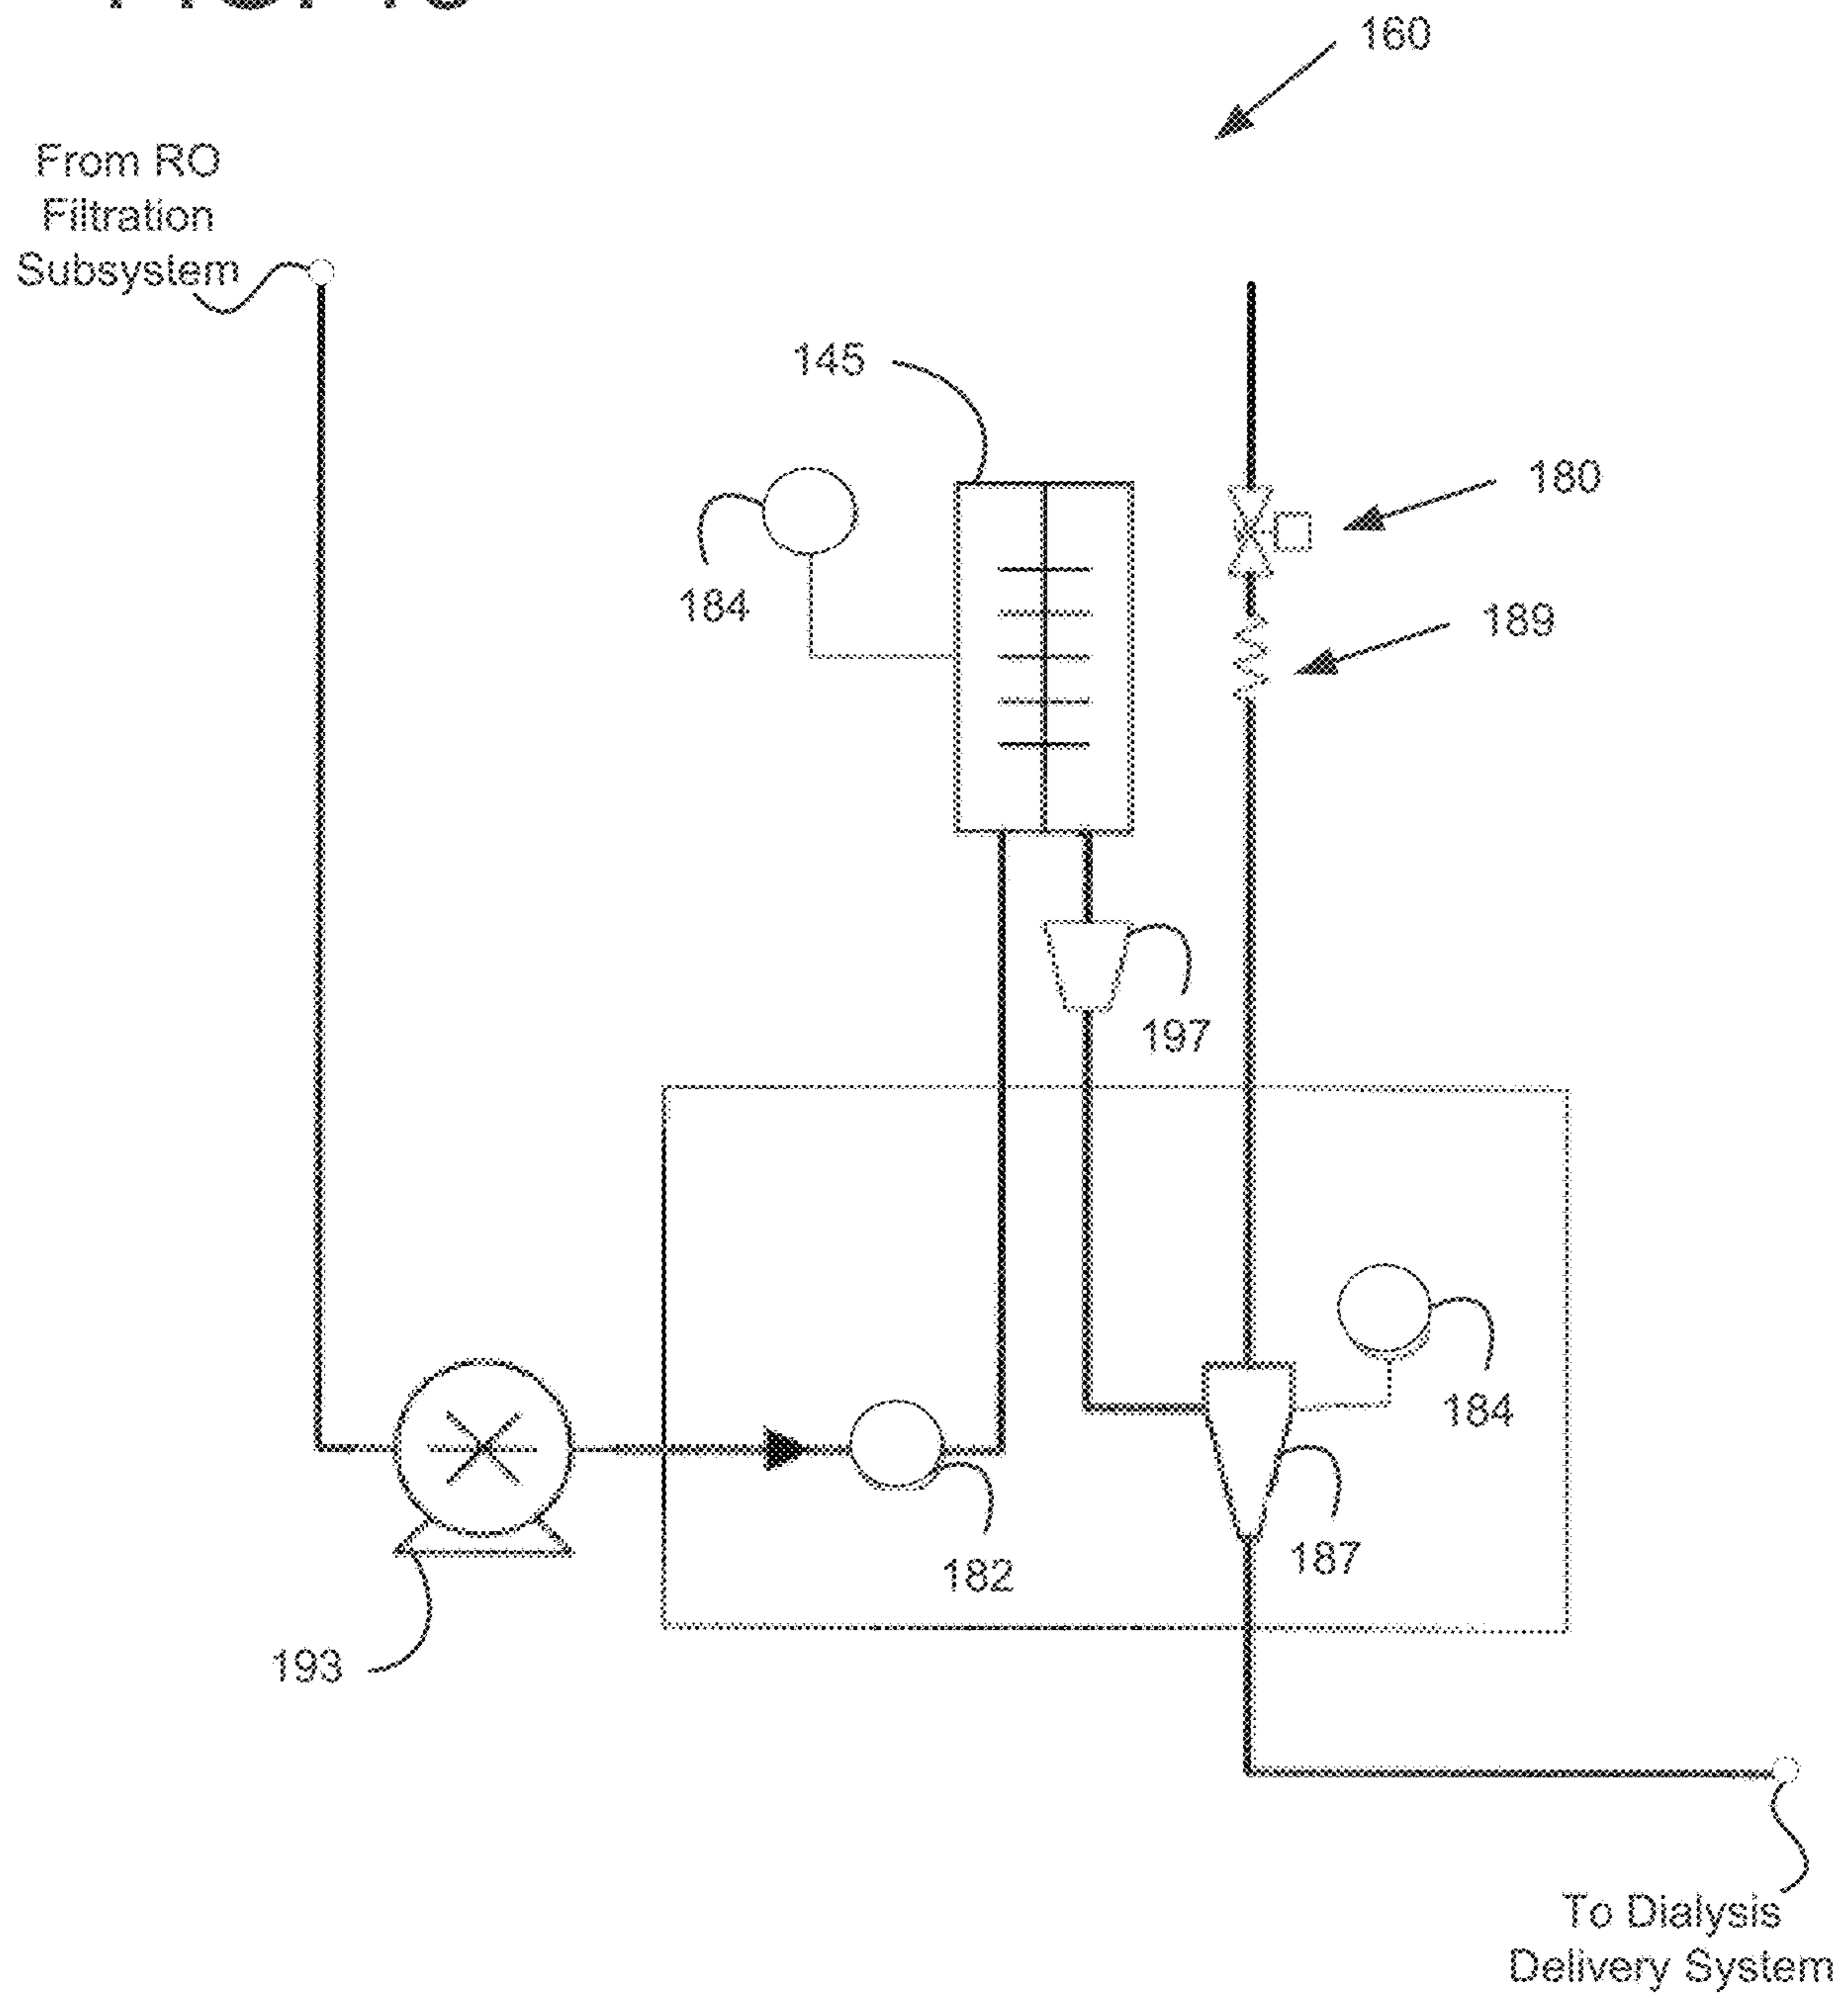 160
From RO
Filtration
Subsystem
145
180
184
189
197
184
187
182
193
To Dialysis
Delivery System